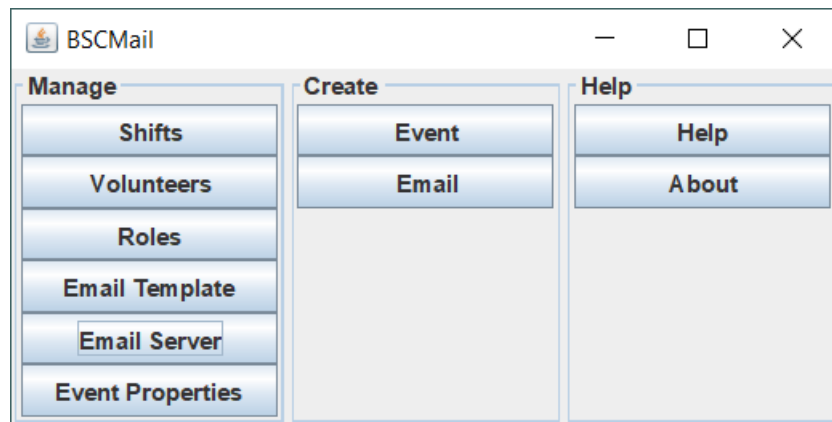 BSCMail
Manage
Shifts
Volunteers
Roles
Email Template
Email Server
Event Properties
Create
Event
Email
Help
Help
About